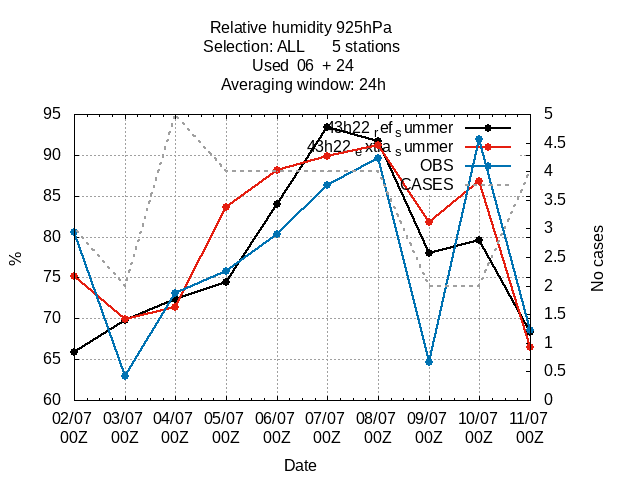 Relative humidity 925hPa
Selection: ALL 5 stations
Used 06 + 24
Averaging window: 24h
95 5
43h22refsummer
4.5
43h22extrasummer
90 4
OBS
CASES
85 3.5
80 3
% 2.5 No cases
75 2
70 1.5
65 1
0.5
60 0
02/07 03/07 04/07 05/07 06/07 07/07 08/07 09/07 10/07 11/07
00Z 00Z 00Z 00Z 00Z 00Z 00Z 00Z 00Z 00Z
Date